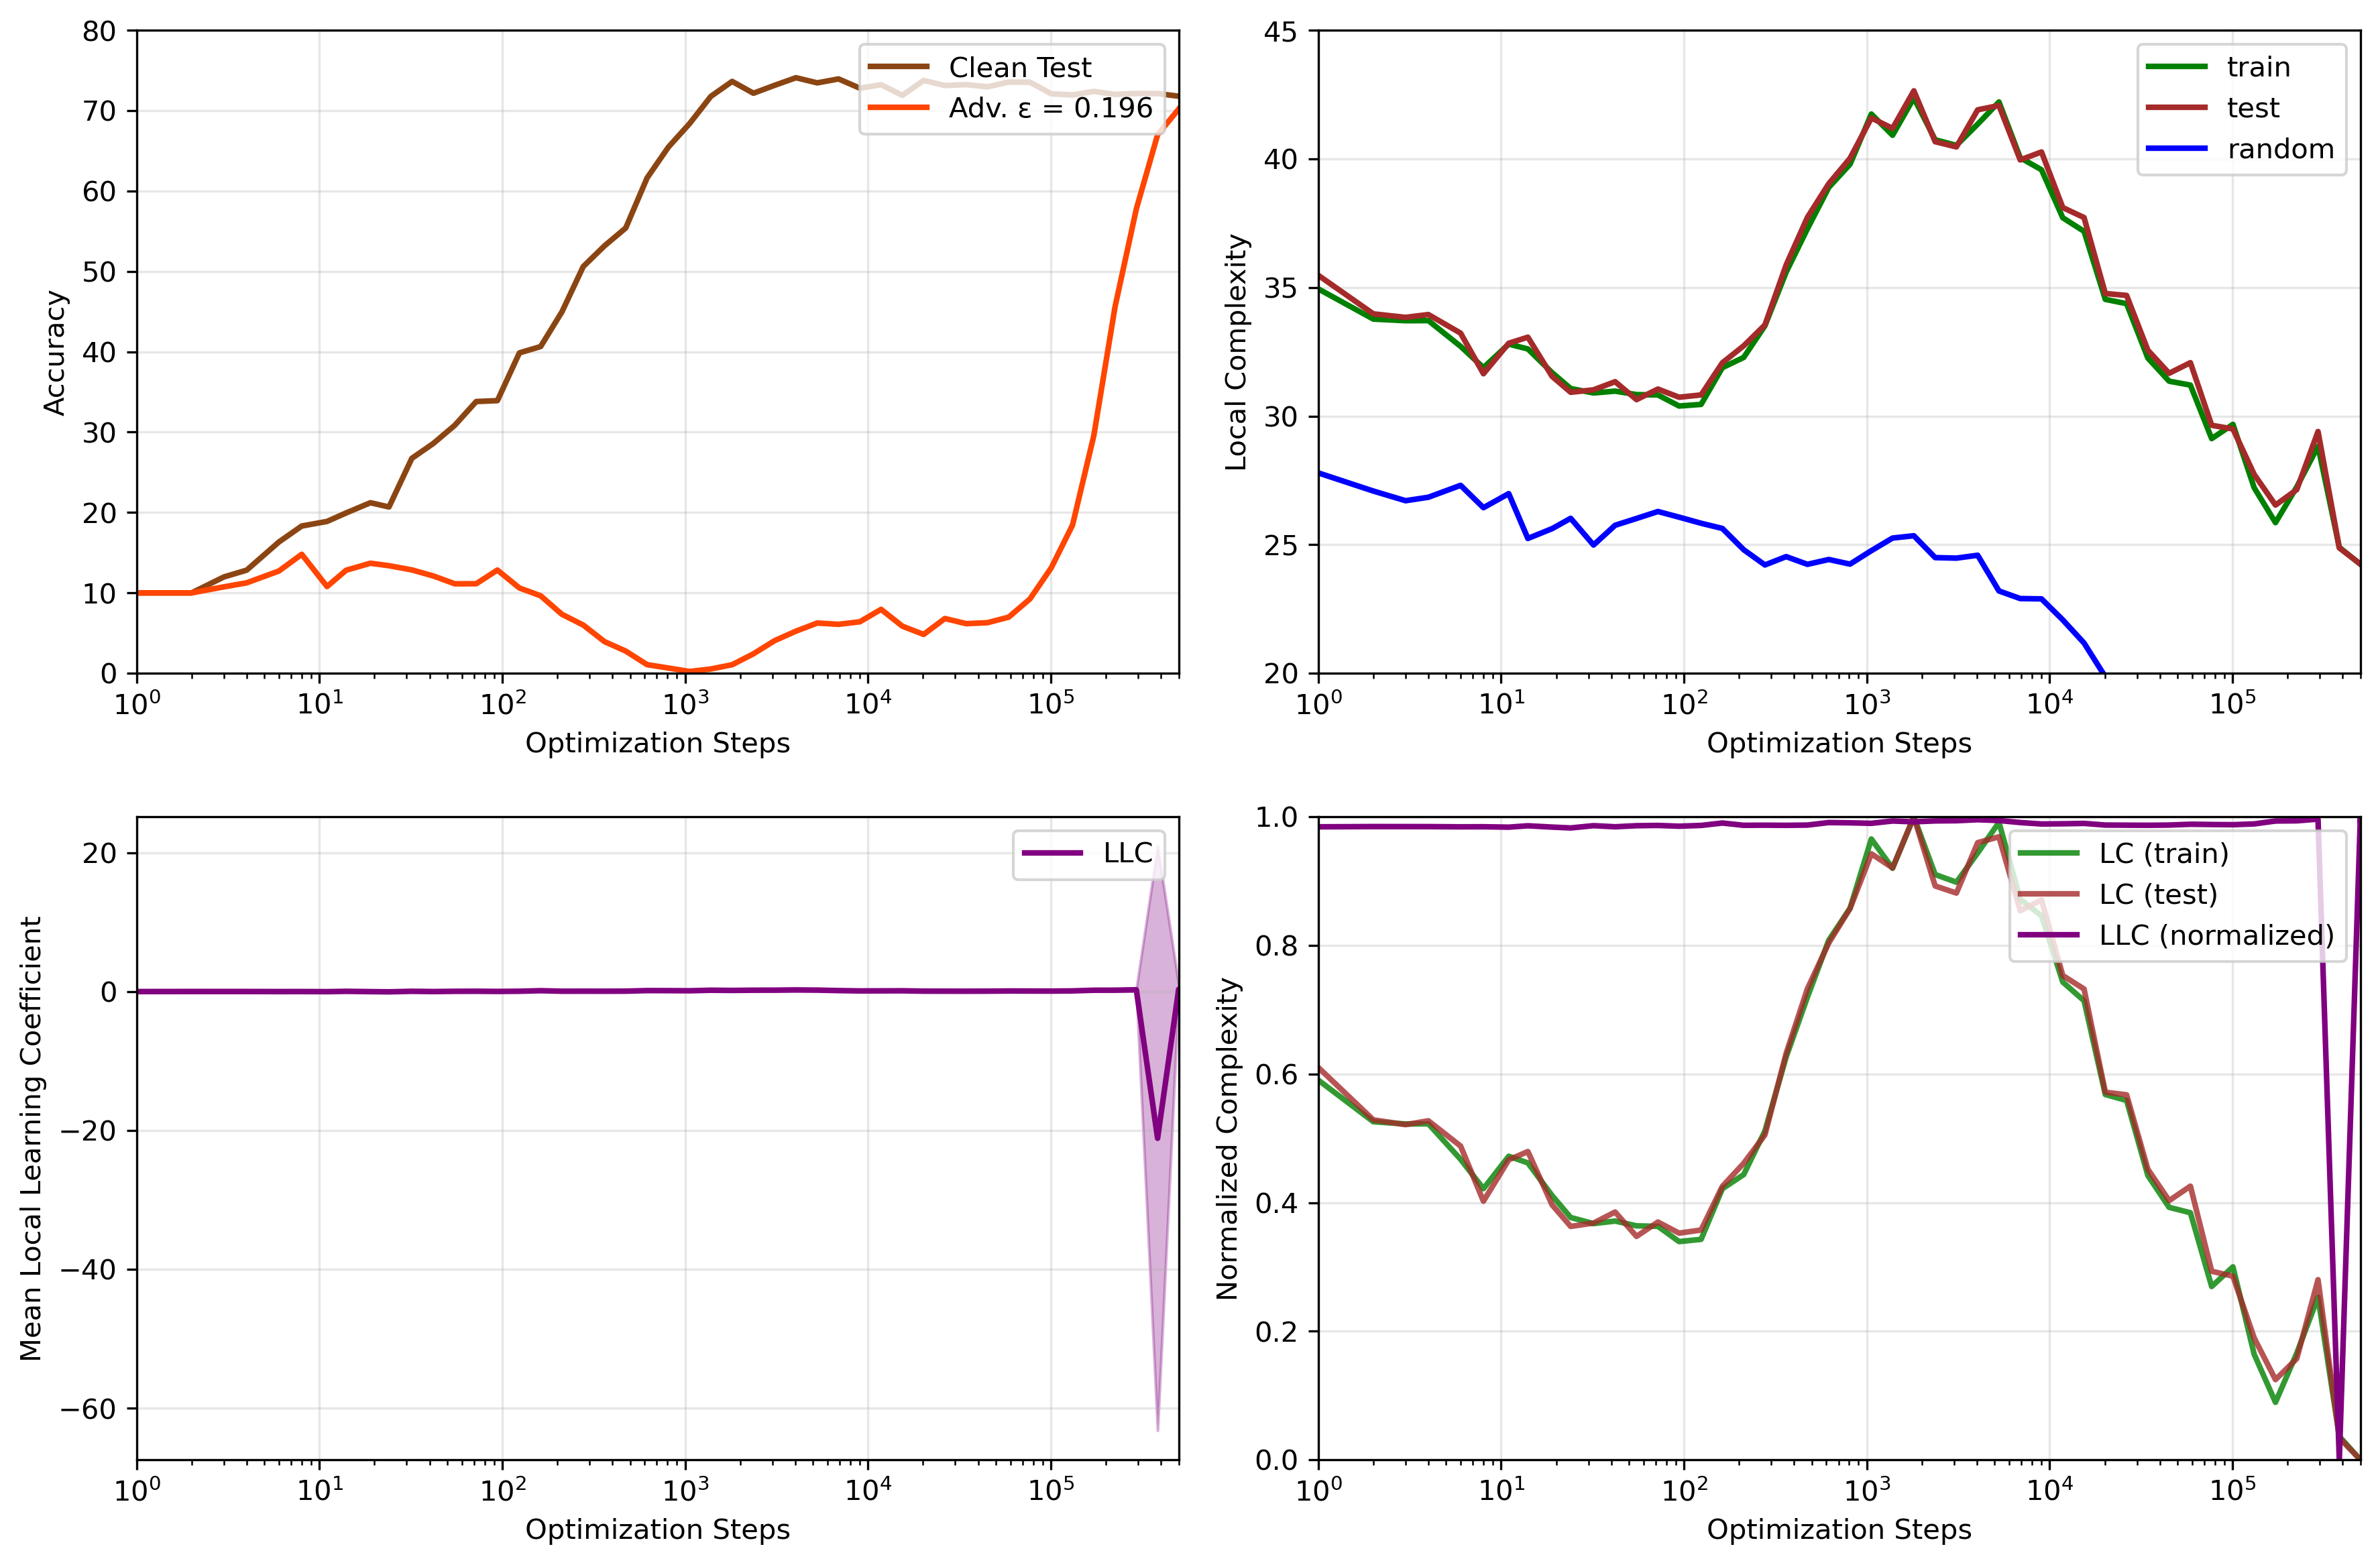 80
70
60
50
40
30
20
10
0
Accuracy
Clean Test
Adv. ε = 0.196
10⁰
10¹
10²
10³
10⁴
10⁵
Optimization Steps
45
40
35
30
25
20
Local Complexity
train
test
random
10⁰
10¹
10²
10³
10⁴
10⁵
Optimization Steps
20
0
−20
−40
−60
Mean Local Learning Coefficient
LLC
10⁰
10¹
10²
10³
10⁴
10⁵
Optimization Steps
1.0
0.8
0.6
0.4
0.2
0.0
Normalized Complexity
LC (train)
LC (test)
LLC (normalized)
10⁰
10¹
10²
10³
10⁴
10⁵
Optimization Steps